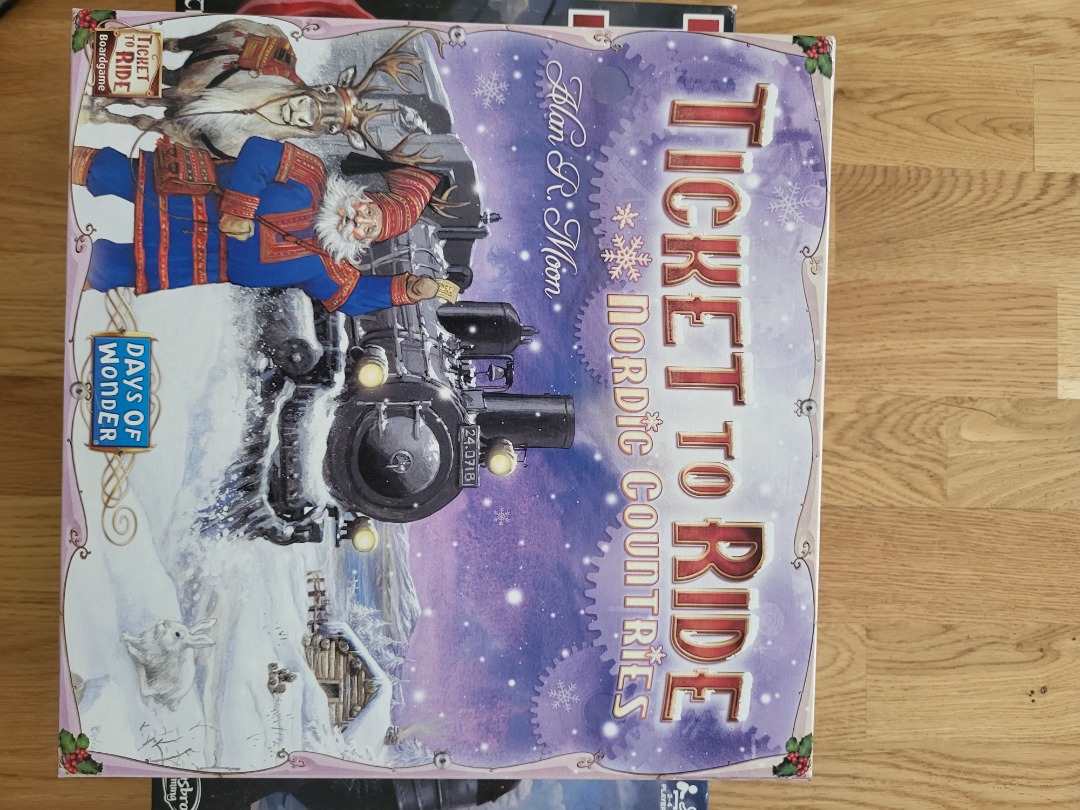 TICKET TO RIDE
NORDIC COUNTRIES
Alan R. Moon
24.0718
TICKET
TO RIDE
Boardgame
DAYS OF
WONDER